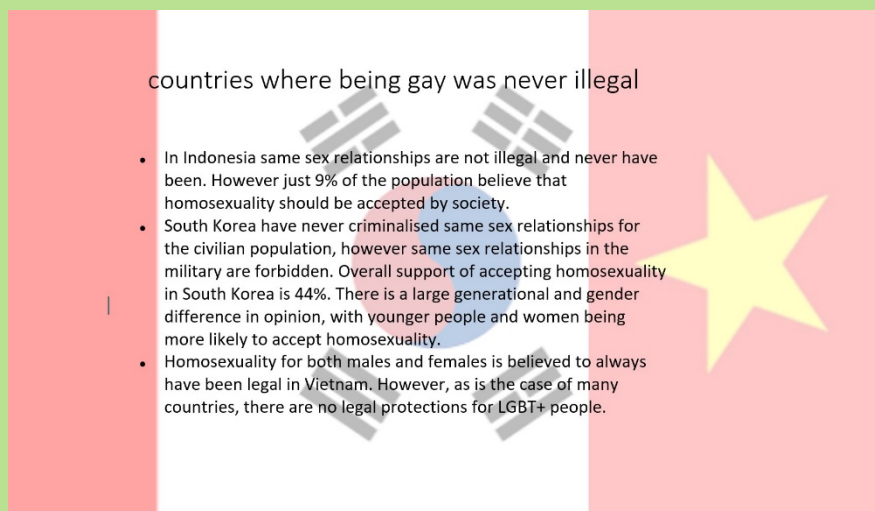 countries where being gay was never illegal
• In Indonesia same sex relationships are not illegal and never have
been. However just 9% of the population believe that
homosexuality should be accepted by society.
• South Korea have never criminalised same sex relationships for
the civilian population, however same sex relationships in the
military are forbidden. Overall support of accepting homosexuality
in South Korea is 44%. There is a large generational and gender
difference in opinion, with younger people and women being
more likely to accept homosexuality.
• Homosexuality for both males and females is believed to always
have been legal in Vietnam. However, as is the case of many
countries, there are no legal protections for LGBT+ people.